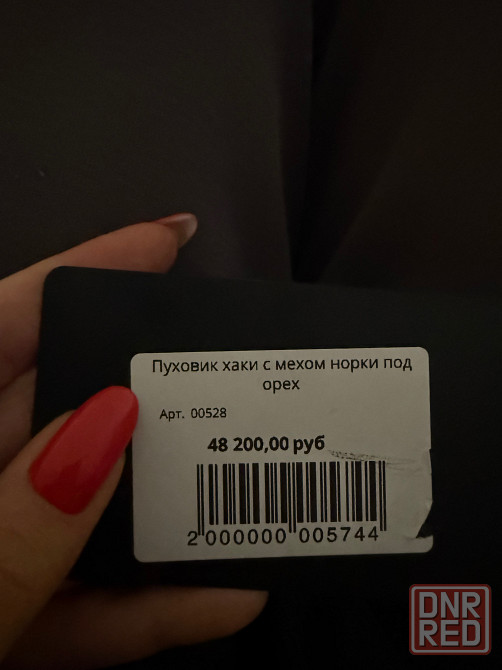 Пуховик хаки с мехом норки под
орех
Арт. 00528
48 200,00 руб
2 000000 005744
DNR
RED